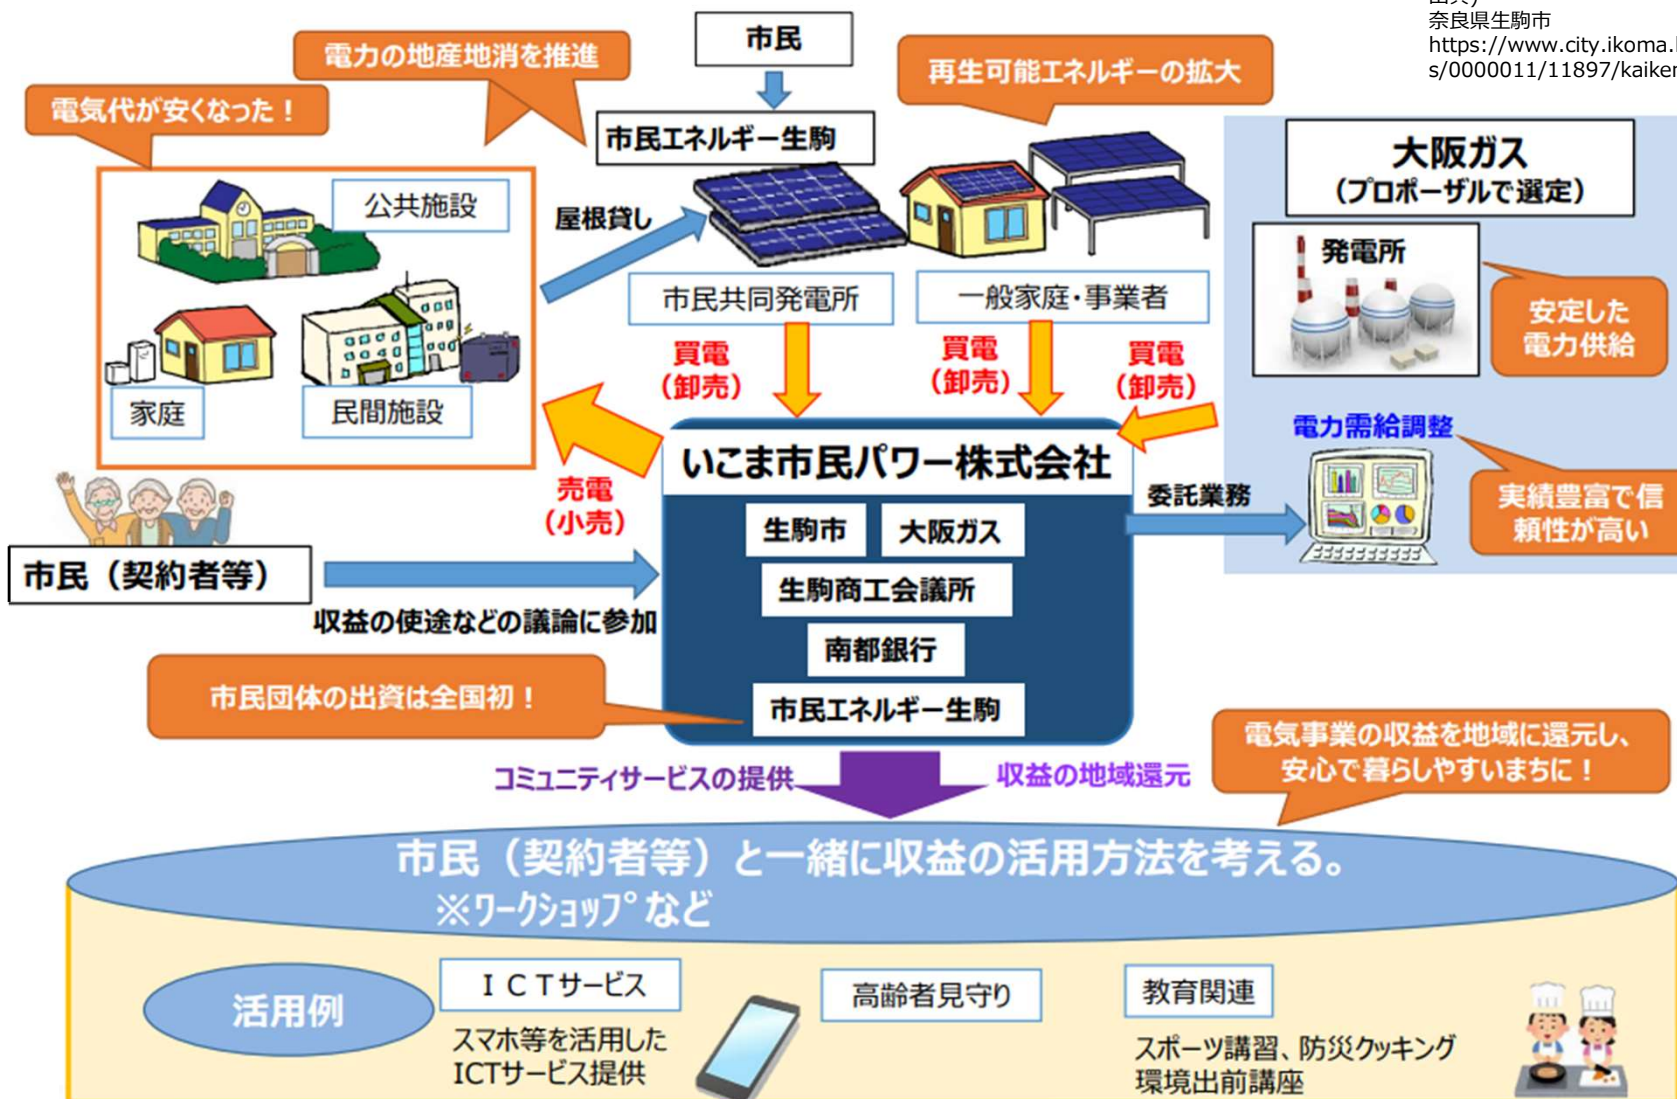 奈良県生駒市
https://www.city.ikoma.
s/0000011/11897/kaiker
市民
電力の地産地消を推進
再生可能エネルギーの拡大
電気代が安くなった！
市民エネルギー生駒
大阪ガス
（プロポーザルで選定）
公共施設
屋根貸し
発電所
市民共同発電所
一般家庭・事業者
安定した
電力供給
買電
（卸売）
買電
（卸売）
買電
（卸売）
家庭
民間施設
電力需給調整
いこま市民パワー株式会社
売電
（小売）
委託業務
実績豊富で信
頼性が高い
生駒市
大阪ガス
市民（契約者等）
生駒商工会議所
収益の使途などの議論に参加
南都銀行
市民団体の出資は全国初！
市民エネルギー生駒
電気事業の収益を地域に還元し、
安心で暮らしやすいまちに！
コミュニティサービスの提供
収益の地域還元
市民（契約者等）と一緒に収益の活用方法を考える。
※ﾜｰｸｼｮｯﾌﾟなど
活用例
ＩＣＴサービス
スマホ等を活用した
ICTサービス提供
高齢者見守り
教育関連
スポーツ講習、防災クッキング
環境出前講座